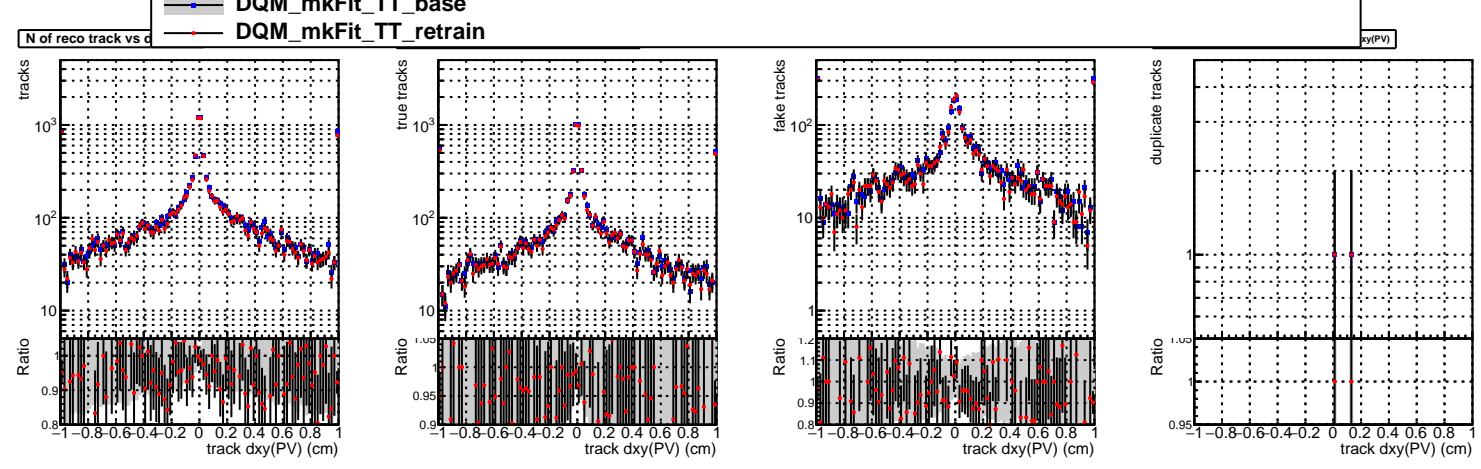 DQM_mkFit_TT_base
DQM_mkFit_TT_retrain
N of reco track vs d
xy(PV)
tracks
10³
10²
10
Ratio
1
0.9
0.8
−1 −0.8 −0.6 −0.4 −0.2 0 0.2 0.4 0.6 0.8 1
track dxy(PV) (cm)
true tracks
10³
10²
10
Ratio
1.05
1
0.95
0.9
−1 −0.8 −0.6 −0.4 −0.2 0 0.2 0.4 0.6 0.8 1
track dxy(PV) (cm)
fake tracks
10²
10
1
Ratio
1.2
1.1
1
0.9
0.8
−1 −0.8 −0.6 −0.4 −0.2 0 0.2 0.4 0.6 0.8 1
track dxy(PV) (cm)
duplicate tracks
1
Ratio
1.05
1
0.95
−1 −0.8 −0.6 −0.4 −0.2 0 0.2 0.4 0.6 0.8 1
track dxy(PV) (cm)